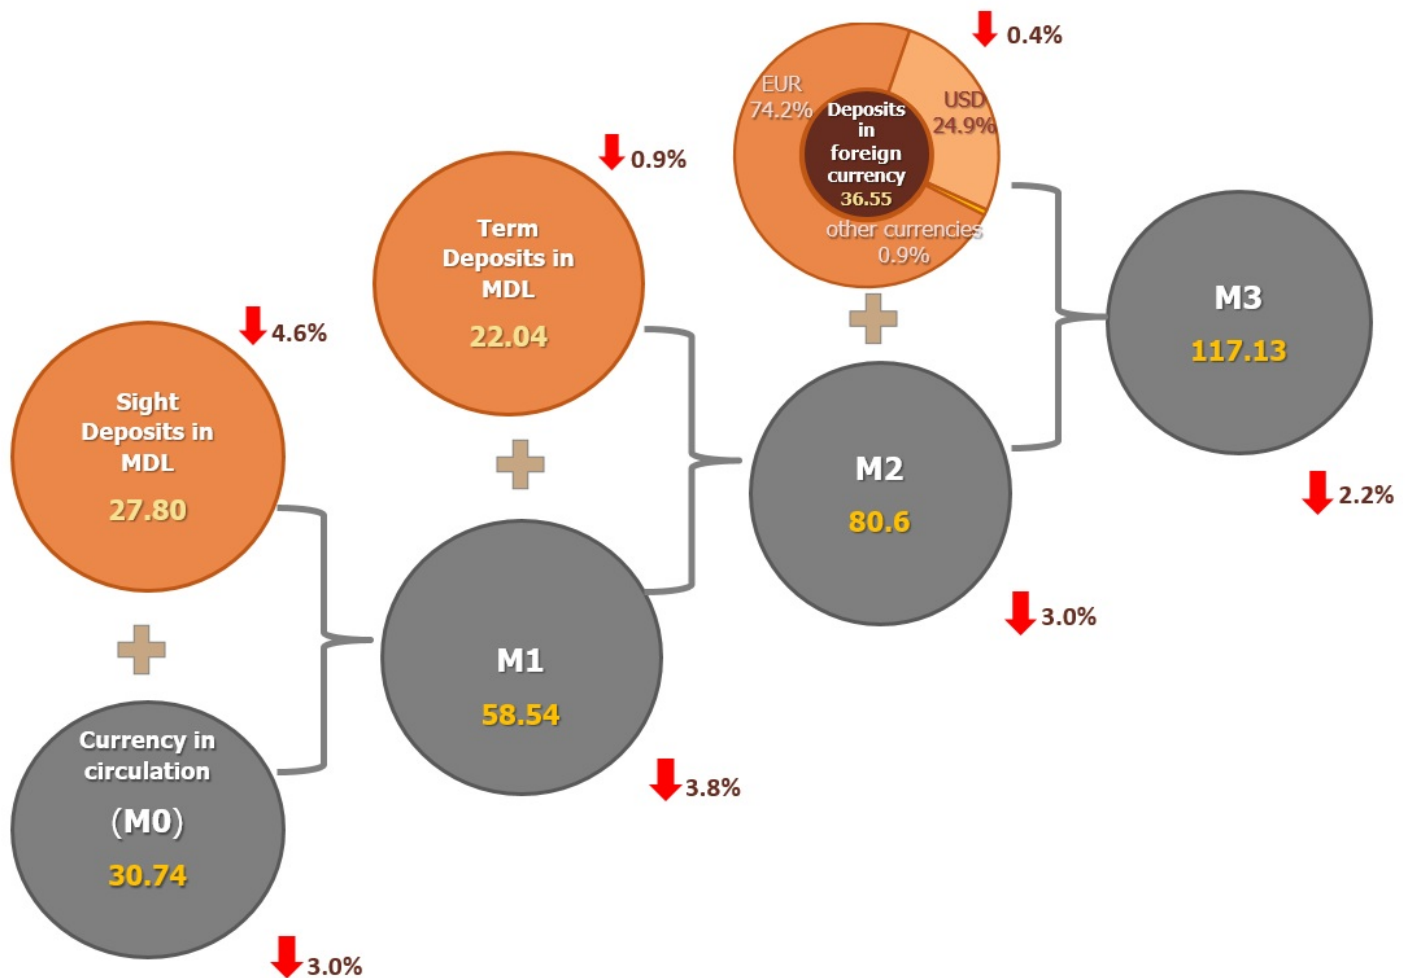 0.4%
EUR
74.2%
USD
24.9%
Deposits
in
foreign
currency
36.55
other currencies
0.9%
0.9%
Term
Deposits in
MDL
22.04
M3
117.13
2.2%
4.6%
Sight
Deposits in
MDL
27.80
M2
80.6
3.0%
M1
58.54
3.8%
Currency in
circulation
(M0)
30.74
3.0%